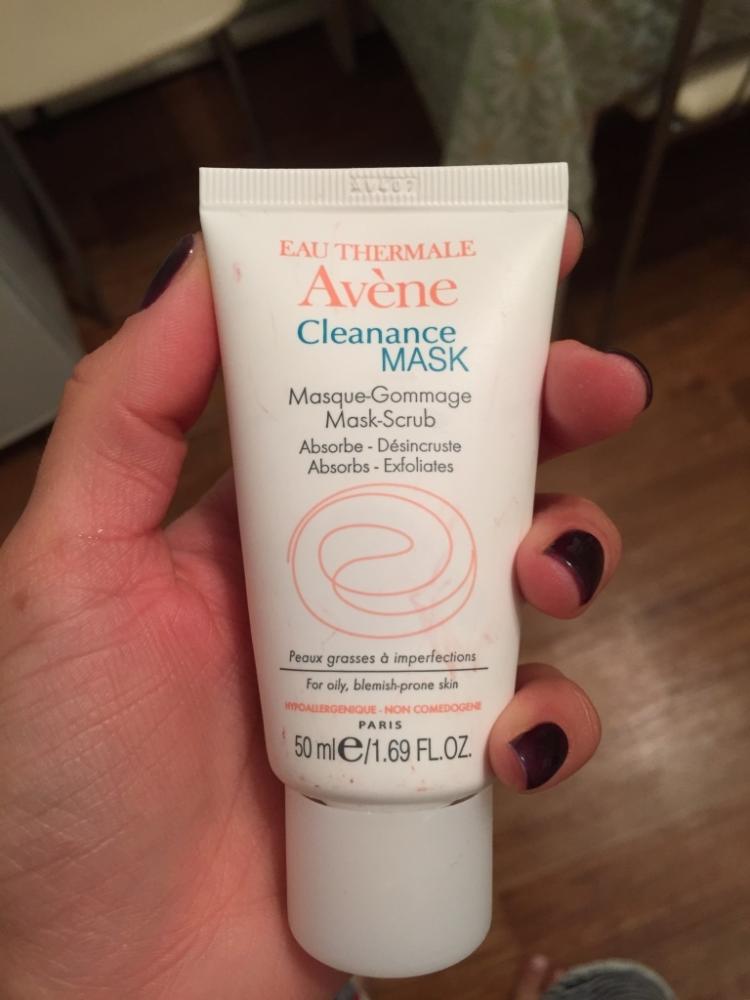 EAU THERMALE
Avène
Cleanance
MASK
Masque-Gommage
Mask-Scrub
Absorbe - Désincruste
Absorbs - Exfoliates
Peaux grasses à imperfections
For oily, blemish-prone skin
HYPOALLERGENIQUE - NON COMEDOGENE
PARIS
50 ml e/1.69 FL.OZ.